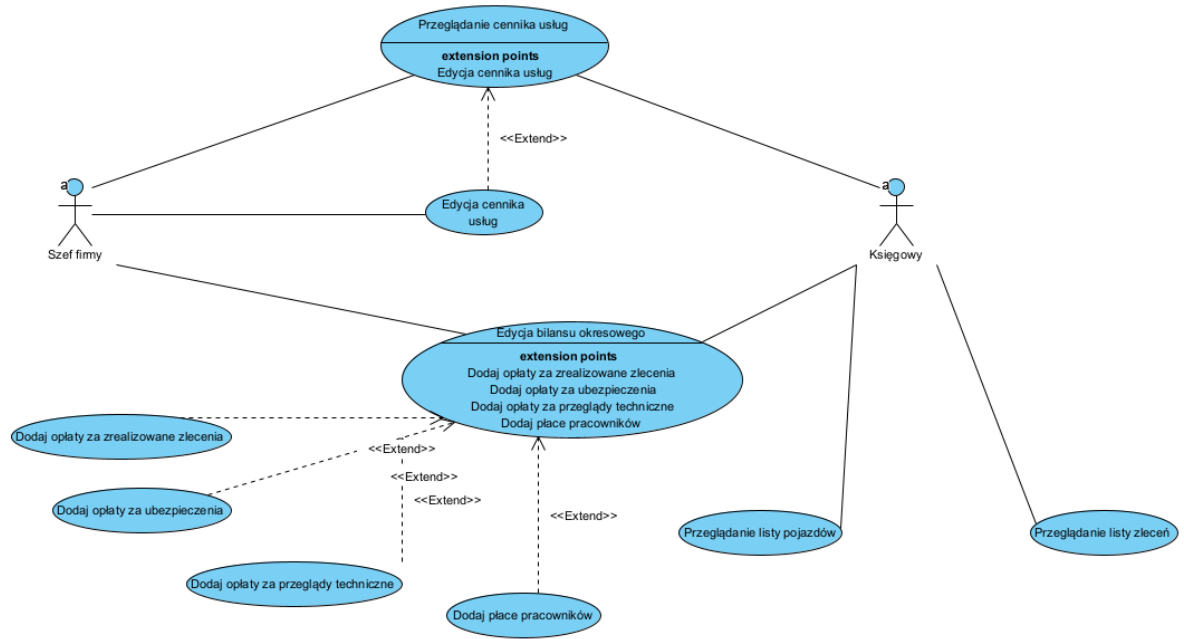 Przeglądanie cennika usług
extension points
Edycja cennika usług
<<Extend>>
a
a
Edycja cennika
usług
Szef firmy
Księgowy
Edycja bilansu okresowego
extension points
Dodaj opłaty za zrealizowane zlecenia
Dodaj opłaty za ubezpieczenia
Dodaj opłaty za przeglądy techniczne
Dodaj płace pracowników
Dodaj opłaty za zrealizowane zlecenia
<<Extend>>
<<Extend>>
<<Extend>>
Dodaj opłaty za ubezpieczenia
<<Extend>>
Przeglądanie listy pojazdów
Przeglądanie listy zleceń
Dodaj opłaty za przeglądy techniczne
Dodaj płace pracowników